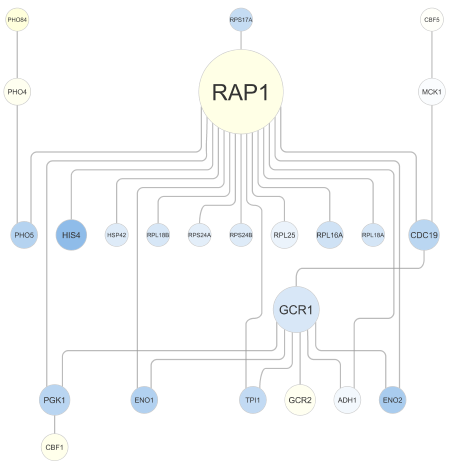 PHO84
RPS17A
CBF5
PHO4
RAP1
MCK1
PHO5
HIS4
HSP42
RPL18B
RPS24A
RPS24B
RPL25
RPL16A
RPL18A
CDC19
GCR1
PGK1
ENO1
TPI1
GCR2
ADH1
ENO2
CBF1